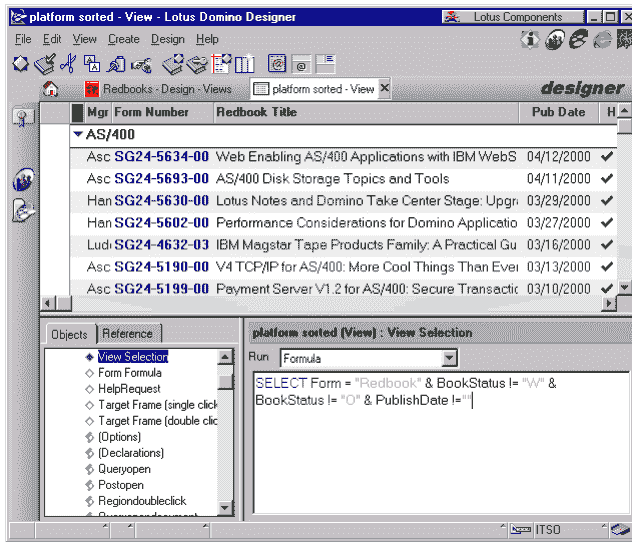 platform sorted - View - Lotus Domino Designer
Lotus Components
File Edit View Create Design Help
Redbooks - Design - Views
platform sorted - View
designer
Mgr Form Number Redbook Title Pub Date H
AS/400
Asc SG24-5634-00 Web Enabling AS/400 Applications with IBM WebS 04/12/2000
Asc SG24-5693-00 AS/400 Disk Storage Topics and Tools 04/11/2000
Han SG24-5630-00 Lotus Notes and Domino Take Center Stage: Upgr 03/29/2000
Han SG24-5602-00 Performance Considerations for Domino Applicatio 03/27/2000
Lud SG24-4632-03 IBM Magstar Tape Products Family: A Practical Gu 03/16/2000
Asc SG24-5190-00 V4 TCP/IP for AS/400: More Cool Things Than Ever 03/13/2000
Asc SG24-5199-00 Payment Server V1.2 for AS/400: Secure Transactic 03/10/2000
Objects Reference
View Selection
Form Formula
HelpRequest
Target Frame (single click
Target Frame (double clic
(Options)
(Declarations)
Queryopen
Postopen
Regiondoubleclick
platform sorted (View) : View Selection
Run Formula
SELECT Form = "Redbook" & BookStatus != "W" &
BookStatus != "O" & PublishDate !=""
ITSO